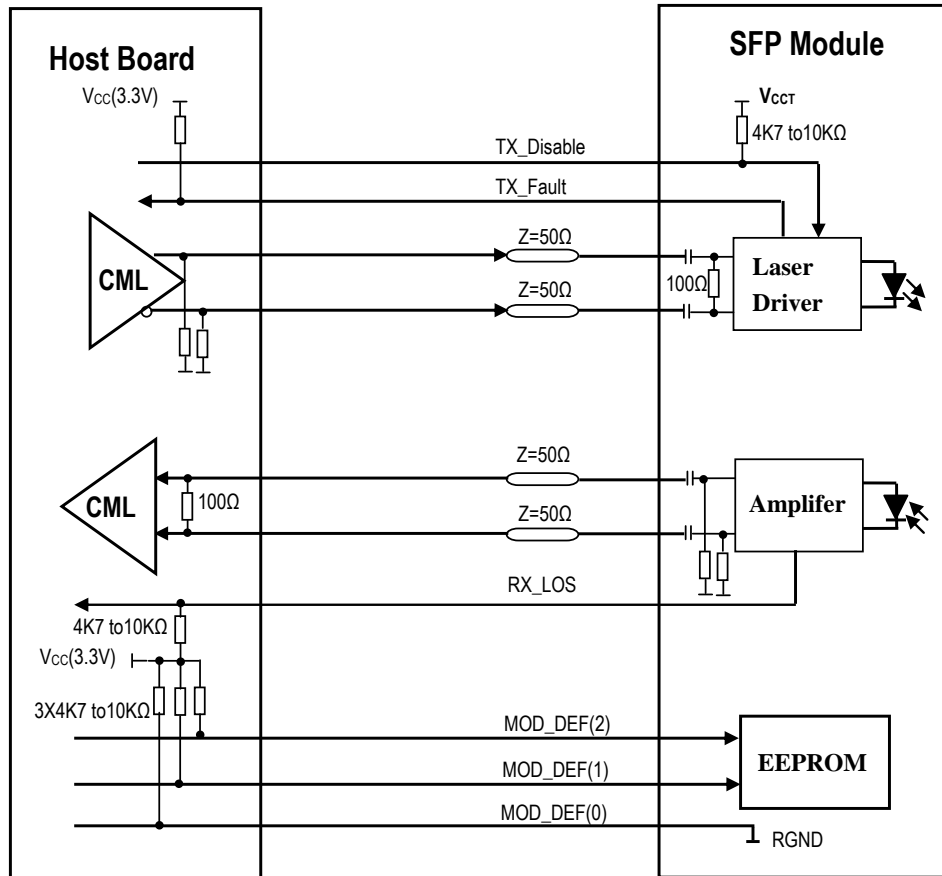 Host Board
SFP Module
Vcc(3.3V)
VCCT
4K7 to10KΩ
TX_Disable
TX_Fault
CML
Z=50Ω
Z=50Ω
100Ω
Laser
Driver
CML
100Ω
Z=50Ω
Z=50Ω
Amplifer
RX_LOS
4K7 to10KΩ
Vcc(3.3V)
3X4K7 to10KΩ
MOD_DEF(2)
MOD_DEF(1)
MOD_DEF(0)
EEPROM
RGND